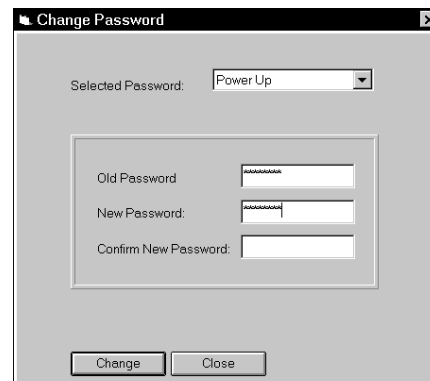 Change Password
Selected Password: Power Up
Old Password ********
New Password: ********
Confirm New Password:
Change Close